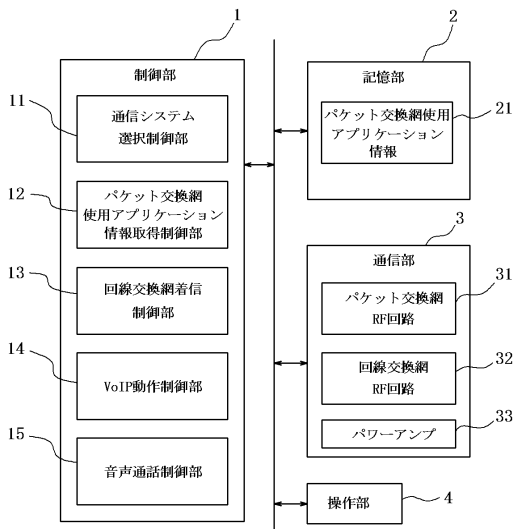 1
制御部
11
通信システム
選択制御部
12
パケット交換網
使用アプリケーション
情報取得制御部
13
回線交換網着信
制御部
14
VoIP動作制御部
15
音声通話制御部
2
記憶部
21
パケット交換網使用
アプリケーション
情報
3
通信部
31
パケット交換網
RF回路
32
回線交換網
RF回路
33
パワーアンプ
操作部
4